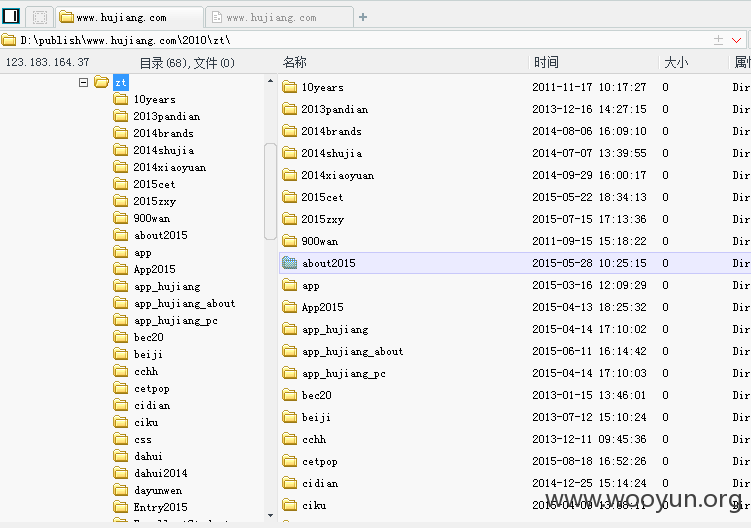 www.hujiang.com www.hujiang.com
D:\publish\www.hujiang.com\2010\zt\
123.183.164.37 目录(68),文件(0) 名称 时间 大小 属
zt
10years
2013pandian
2014brands
2014shujia
2014xiaoyuan
2015cet
2015zxy
900wan
about2015
app
App2015
app_hujiang
app_hujiang_about
app_hujiang_pc
bec20
beiji
cchh
cetpop
cidian
ciku
css
dahui
dahui2014
dayunwen
Entry2015
10years 2011-11-17 10:17:27 0 Dir
2013pandian 2013-12-16 14:27:15 0 Dir
2014brands 2014-08-06 16:09:10 0 Dir
2014shujia 2014-07-07 13:39:55 0 Dir
2014xiaoyuan 2014-09-29 16:00:17 0 Dir
2015cet 2015-05-22 18:34:13 0 Dir
2015zxy 2015-07-15 17:13:36 0 Dir
900wan 2011-09-15 15:18:22 0 Dir
about2015 2015-05-28 10:25:15 0 Dir
app 2015-03-16 12:09:29 0 Dir
App2015 2015-04-13 18:25:32 0 Dir
app_hujiang 2015-04-14 17:10:02 0 Dir
app_hujiang_about 2015-06-11 16:14:42 0 Dir
app_hujiang_pc 2015-04-14 17:10:03 0 Dir
bec20 2013-01-15 13:46:01 0 Dir
beiji 2013-07-12 15:10:24 0 Dir
cchh 2013-12-11 09:45:36 0 Dir
cetpop 2015-08-18 16:52:26 0 Dir
cidian 2014-12-25 15:14:24 0 Dir
ciku 0 Dir
www.wooyun.org